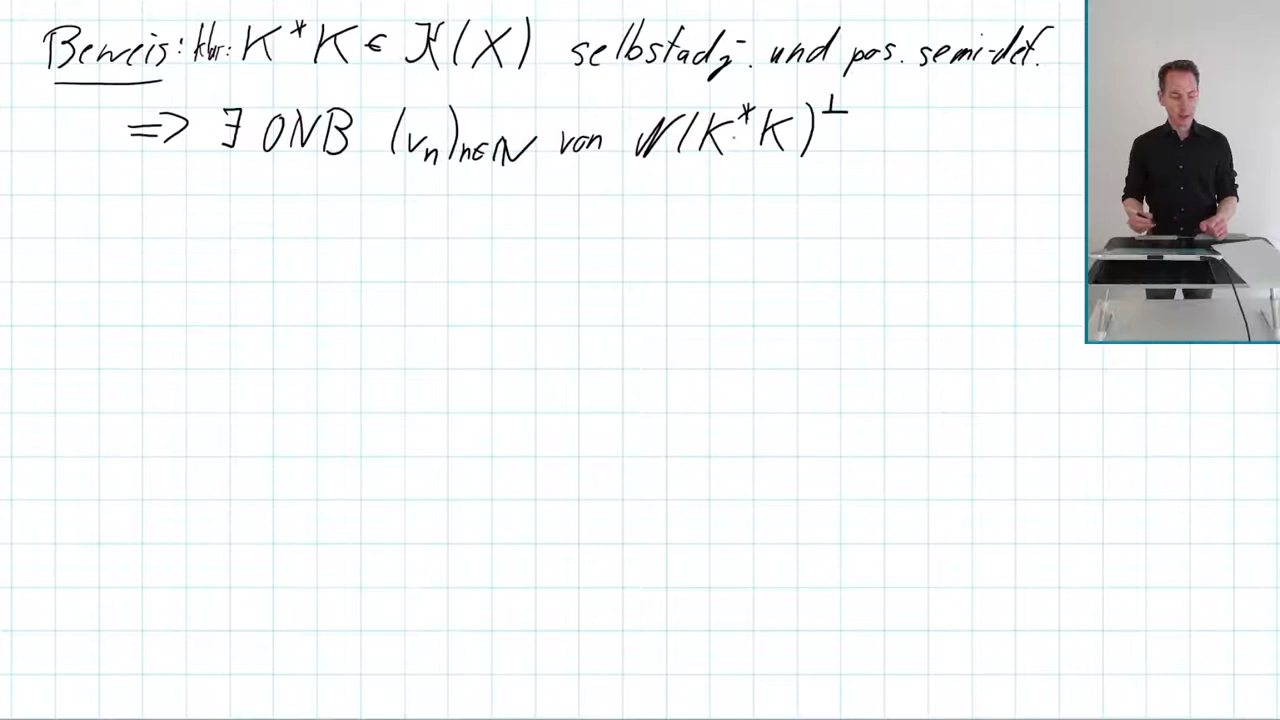 Beweis: klar: K*K ∈ 𝒦(X) selbstadj. und pos. semi-def.
⇒ ∃ ONB (vₙ)ₙ∈ℕ von 𝒩(K*K)^⊥